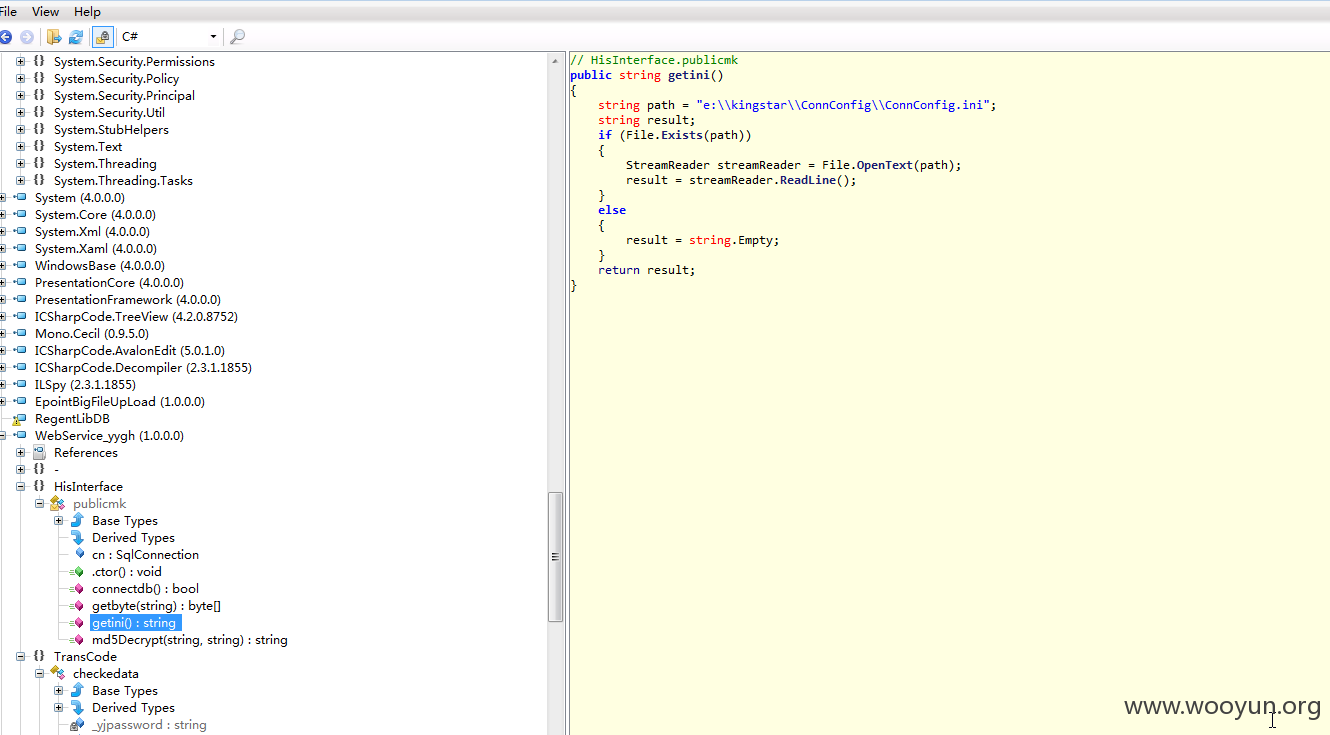 File View Help
C#
System.Security.Permissions
System.Security.Policy
System.Security.Principal
System.Security.Util
System.StubHelpers
System.Text
System.Threading
System.Threading.Tasks
System (4.0.0.0)
System.Core (4.0.0.0)
System.Xml (4.0.0.0)
System.Xaml (4.0.0.0)
WindowsBase (4.0.0.0)
PresentationCore (4.0.0.0)
PresentationFramework (4.0.0.0)
ICSharpCode.TreeView (4.2.0.8752)
Mono.Cecil (0.9.5.0)
ICSharpCode.AvalonEdit (5.0.1.0)
ICSharpCode.Decompiler (2.3.1.1855)
ILSpy (2.3.1.1855)
EpointBigFileUpLoad (1.0.0.0)
RegentLibDB
WebService_yygh (1.0.0.0)
References
-
HisInterface
publicmk
Base Types
Derived Types
cn : SqlConnection
.ctor() : void
connectdb() : bool
getbyte(string) : byte[]
getini() : string
md5Decrypt(string, string) : string
TransCode
checkedata
Base Types
Derived Types
_yjpassword : string
// HisInterface.publicmk
public string getini()
{
    string path = "e:\\kingstar\\ConnConfig\\ConnConfig.ini";
    string result;
    if (File.Exists(path))
    {
        StreamReader streamReader = File.OpenText(path);
        result = streamReader.ReadLine();
    }
    else
    {
        result = string.Empty;
    }
    return result;
}
www.wooyun.org